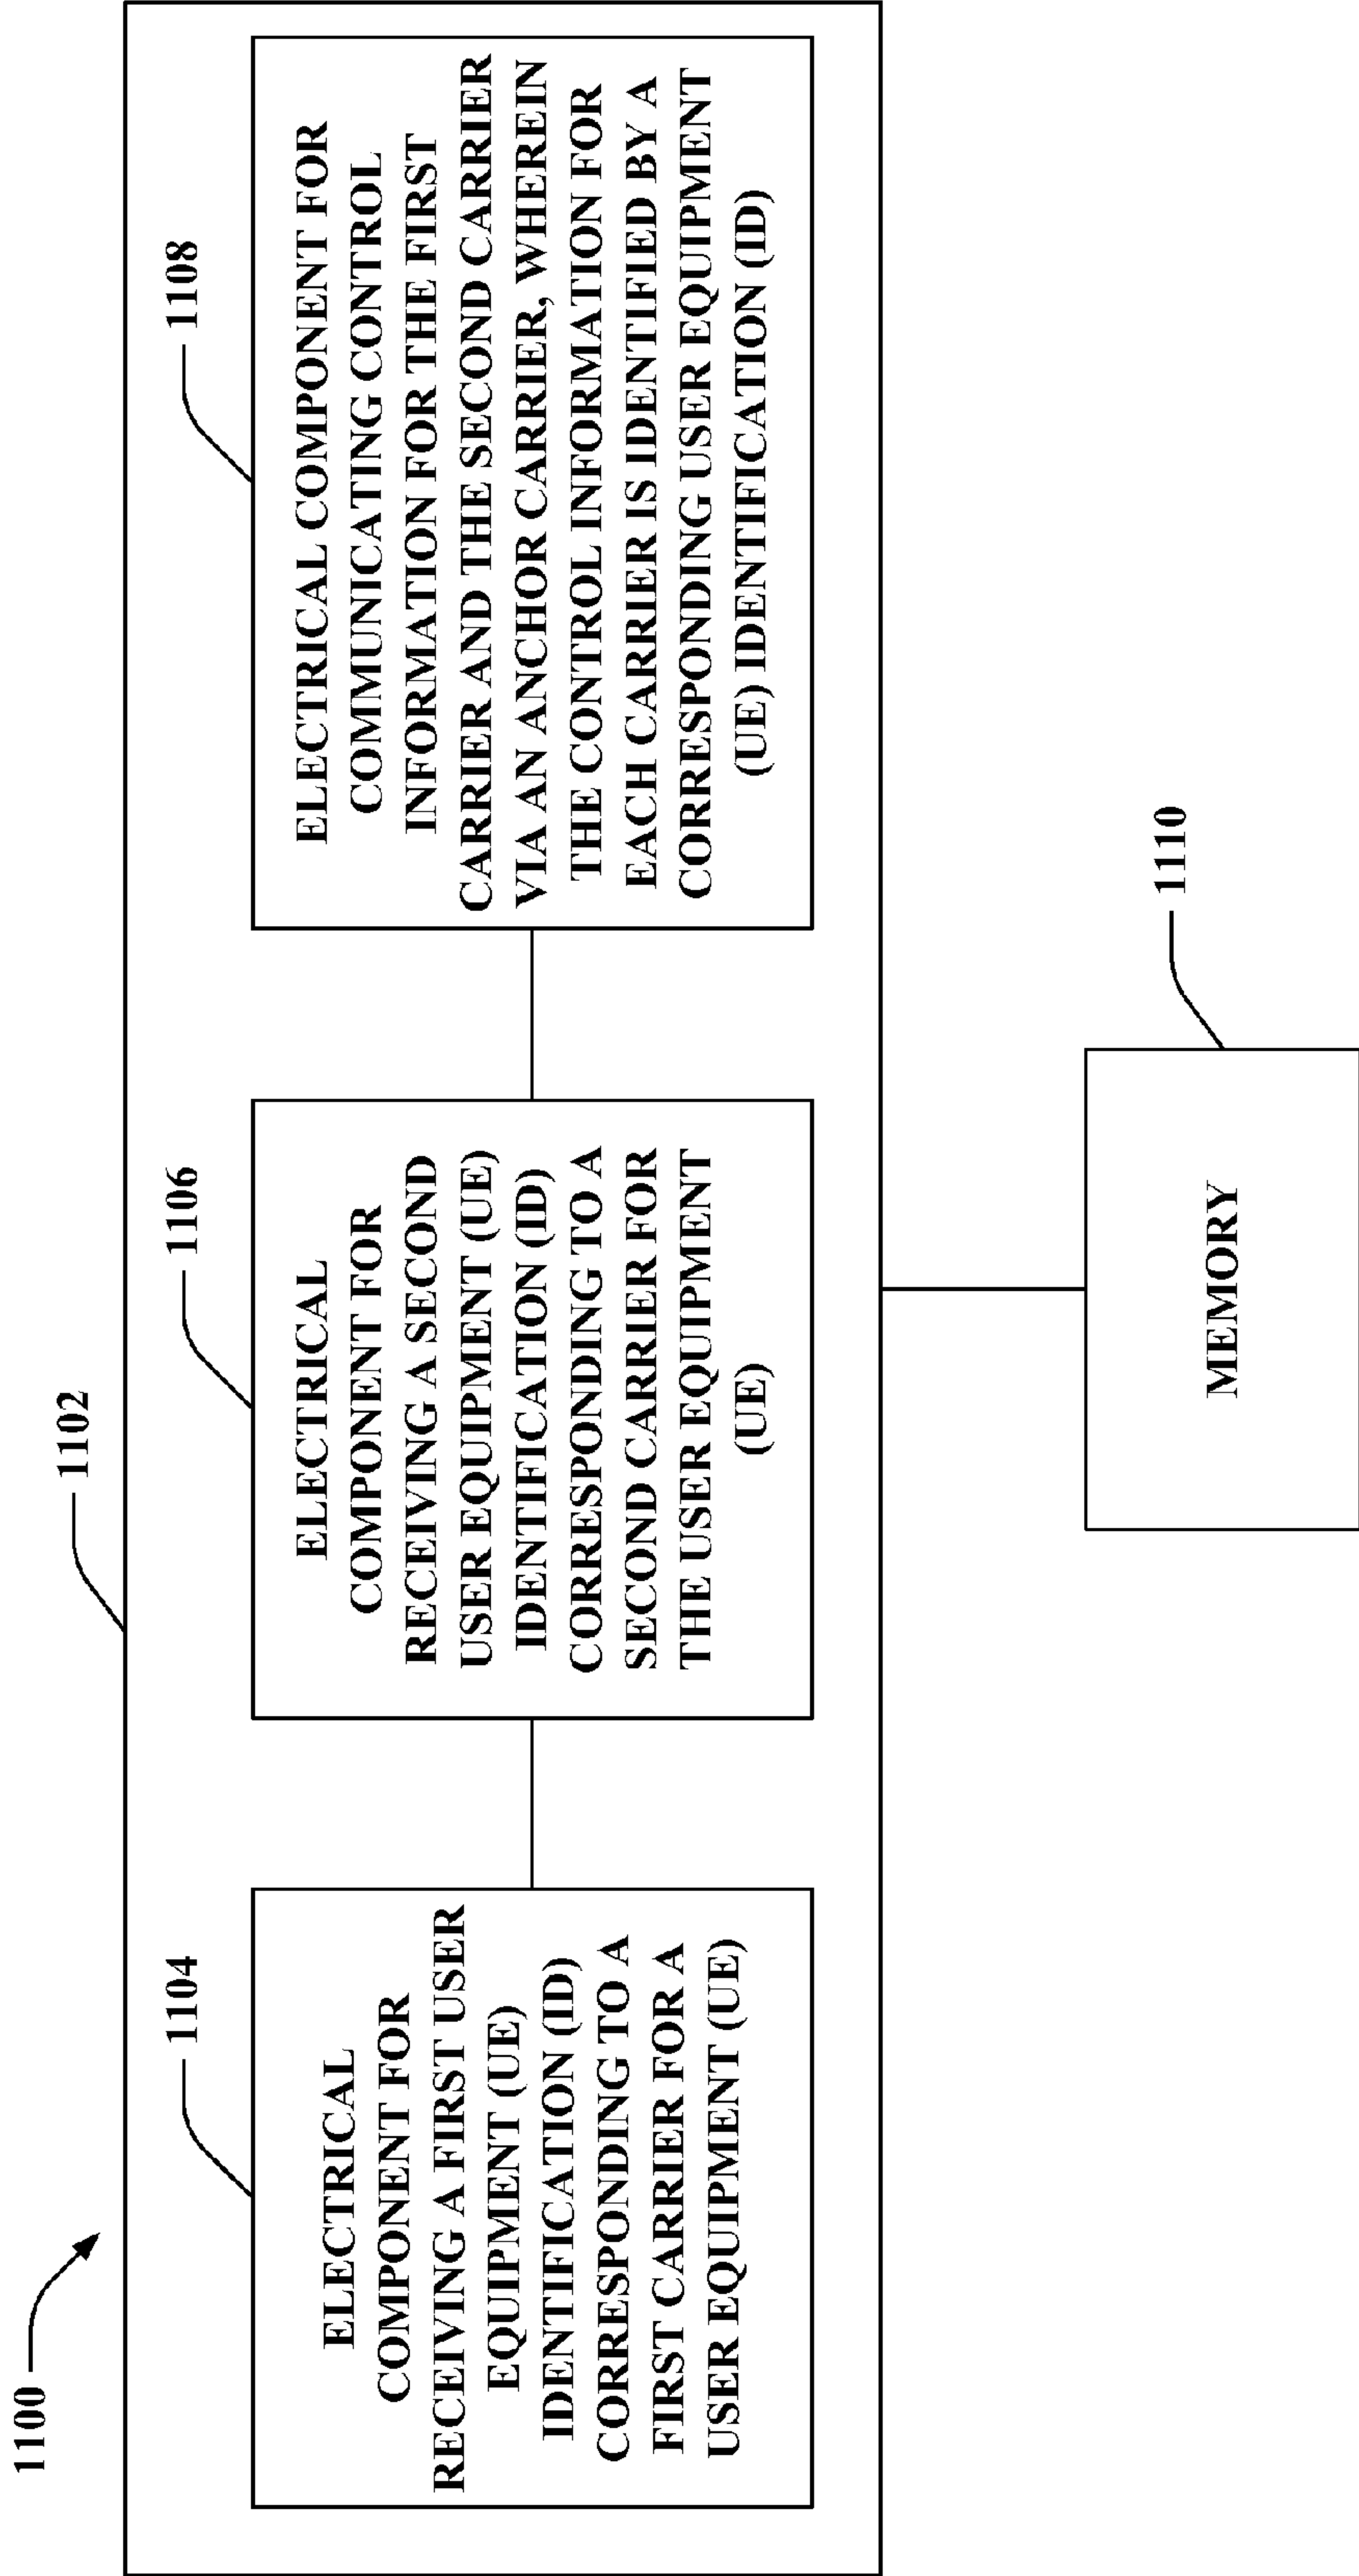 1100
1102
1104
ELECTRICAL
COMPONENT FOR
RECEIVING A FIRST USER
EQUIPMENT (UE)
IDENTIFICATION (ID)
CORRESPONDING TO A
FIRST CARRIER FOR A
USER EQUIPMENT (UE)
1106
ELECTRICAL
COMPONENT FOR
RECEIVING A SECOND
USER EQUIPMENT (UE)
IDENTIFICATION (ID)
CORRESPONDING TO A
SECOND CARRIER FOR
THE USER EQUIPMENT
(UE)
1108
ELECTRICAL COMPONENT FOR
COMMUNICATING CONTROL
INFORMATION FOR THE FIRST
CARRIER AND THE SECOND CARRIER
VIA AN ANCHOR CARRIER, WHEREIN
THE CONTROL INFORMATION FOR
EACH CARRIER IS IDENTIFIED BY A
CORRESPONDING USER EQUIPMENT
(UE) IDENTIFICATION (ID)
1110
MEMORY